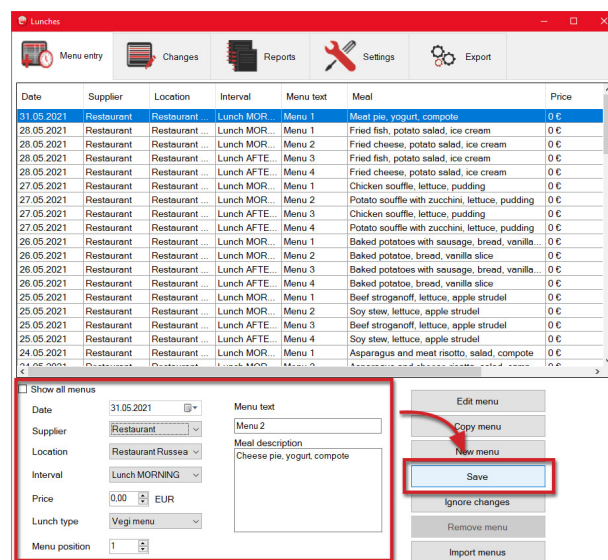 Lunches
Menu entry Changes Reports Settings Export
Date Supplier Location Interval Menu text Meal Price
31.05.2021 Restaurant Restaurant ... Lunch MOR... Menu 1 Meat pie, yogurt, compote 0 €
28.05.2021 Restaurant Restaurant ... Lunch MOR... Menu 1 Fried fish, potato salad, ice cream 0 €
28.05.2021 Restaurant Restaurant ... Lunch MOR... Menu 2 Fried cheese, potato salad, ice cream 0 €
28.05.2021 Restaurant Restaurant ... Lunch AFTE... Menu 3 Fried fish, potato salad, ice cream 0 €
28.05.2021 Restaurant Restaurant ... Lunch AFTE... Menu 4 Fried cheese, potato salad, ice cream 0 €
27.05.2021 Restaurant Restaurant ... Lunch MOR... Menu 1 Chicken souffle, lettuce, pudding 0 €
27.05.2021 Restaurant Restaurant ... Lunch MOR... Menu 2 Potato souffle with zucchini, lettuce, pudding 0 €
27.05.2021 Restaurant Restaurant ... Lunch AFTE... Menu 3 Chicken souffle, lettuce, pudding 0 €
27.05.2021 Restaurant Restaurant ... Lunch AFTE... Menu 4 Potato souffle with zucchini, lettuce, pudding 0 €
26.05.2021 Restaurant Restaurant ... Lunch MOR... Menu 1 Baked potatoes with sausage, bread, vanilla... 0 €
26.05.2021 Restaurant Restaurant ... Lunch MOR... Menu 2 Baked potatoe, bread, vanilla slice 0 €
26.05.2021 Restaurant Restaurant ... Lunch AFTE... Menu 3 Baked potatoes with sausage, bread, vanilla... 0 €
26.05.2021 Restaurant Restaurant ... Lunch AFTE... Menu 4 Baked potatoe, bread, vanilla slice 0 €
25.05.2021 Restaurant Restaurant ... Lunch MOR... Menu 1 Beef stroganoff, lettuce, apple strudel 0 €
25.05.2021 Restaurant Restaurant ... Lunch MOR... Menu 2 Soy stew, lettuce, apple strudel 0 €
25.05.2021 Restaurant Restaurant ... Lunch AFTE... Menu 3 Beef stroganoff, lettuce, apple strudel 0 €
25.05.2021 Restaurant Restaurant ... Lunch AFTE... Menu 4 Soy stew, lettuce, apple strudel 0 €
24.05.2021 Restaurant Restaurant ... Lunch MOR... Menu 1 Asparagus and meat risotto, salad, compote 0 €
Show all menus
Date 31.05.2021
Supplier Restaurant
Location Restaurant Russea
Interval Lunch MORNING
Price 0.00 EUR
Lunch type Vegi menu
Menu position 1
Menu text
Menu 2
Meal description
Cheese pie, yogurt, compote
Edit menu
Copy menu
New menu
Save
Ignore changes
Remove menu
Import menus